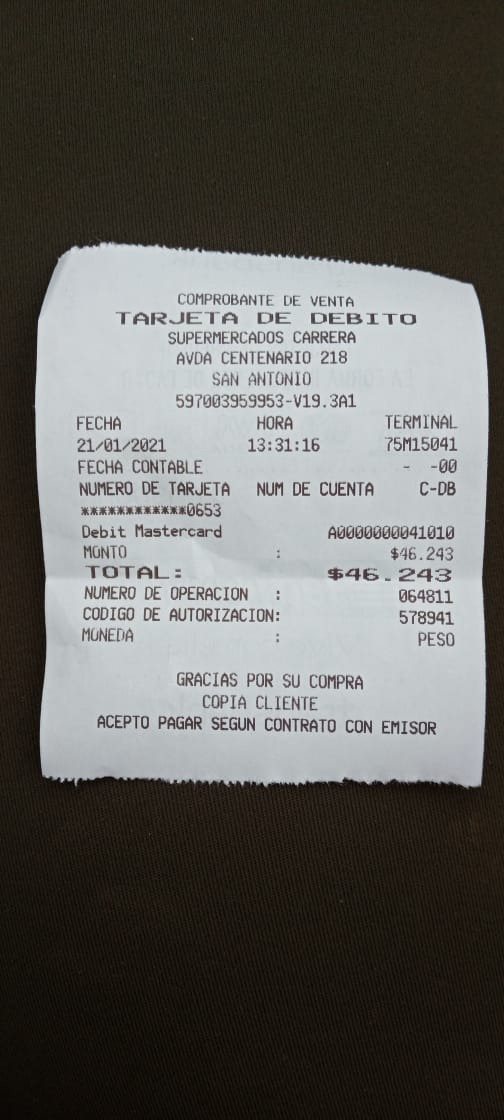 COMPROBANTE DE VENTA
TARJETA DE DEBITO
SUPERMERCADOS CARRERA
AVDA CENTENARIO 218
SAN ANTONIO
597003959953-V19.3A1
FECHA HORA TERMINAL
21/01/2021 13:31:16 75M15041
FECHA CONTABLE - -00
NUMERO DE TARJETA NUM DE CUENTA C-DB
************0653
Debit Mastercard A0000000041010
MONTO : $46.243
TOTAL: $46.243
NUMERO DE OPERACION : 064811
CODIGO DE AUTORIZACION: 578941
MONEDA : PESO
GRACIAS POR SU COMPRA
COPIA CLIENTE
ACEPTO PAGAR SEGUN CONTRATO CON EMISOR